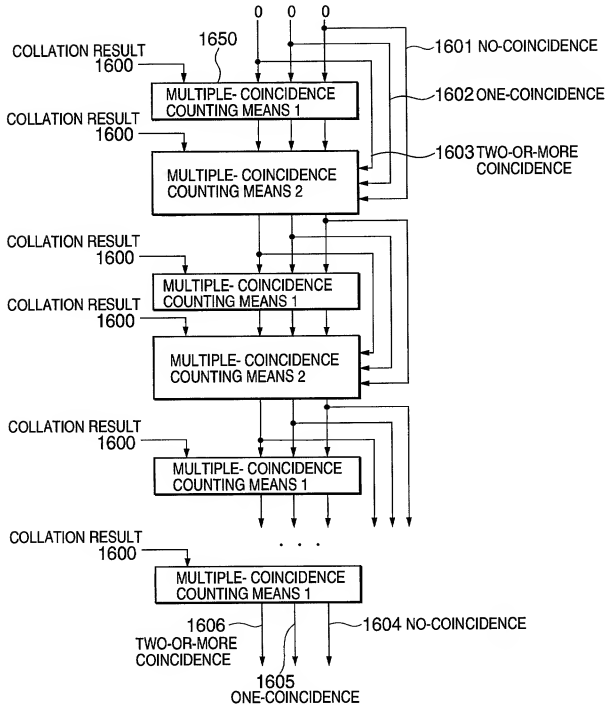 0 0 0
COLLATION RESULT
1600
1650
1601 NO-COINCIDENCE
MULTIPLE- COINCIDENCE
COUNTING MEANS 1
1602 ONE-COINCIDENCE
COLLATION RESULT
1600
1603 TWO-OR-MORE
COINCIDENCE
MULTIPLE- COINCIDENCE
COUNTING MEANS 2
COLLATION RESULT
1600
MULTIPLE- COINCIDENCE
COUNTING MEANS 1
COLLATION RESULT
1600
MULTIPLE- COINCIDENCE
COUNTING MEANS 2
COLLATION RESULT
1600
MULTIPLE- COINCIDENCE
COUNTING MEANS 1
. . .
COLLATION RESULT
1600
MULTIPLE- COINCIDENCE
COUNTING MEANS 1
1606
TWO-OR-MORE
COINCIDENCE
1604 NO-COINCIDENCE
1605
ONE-COINCIDENCE